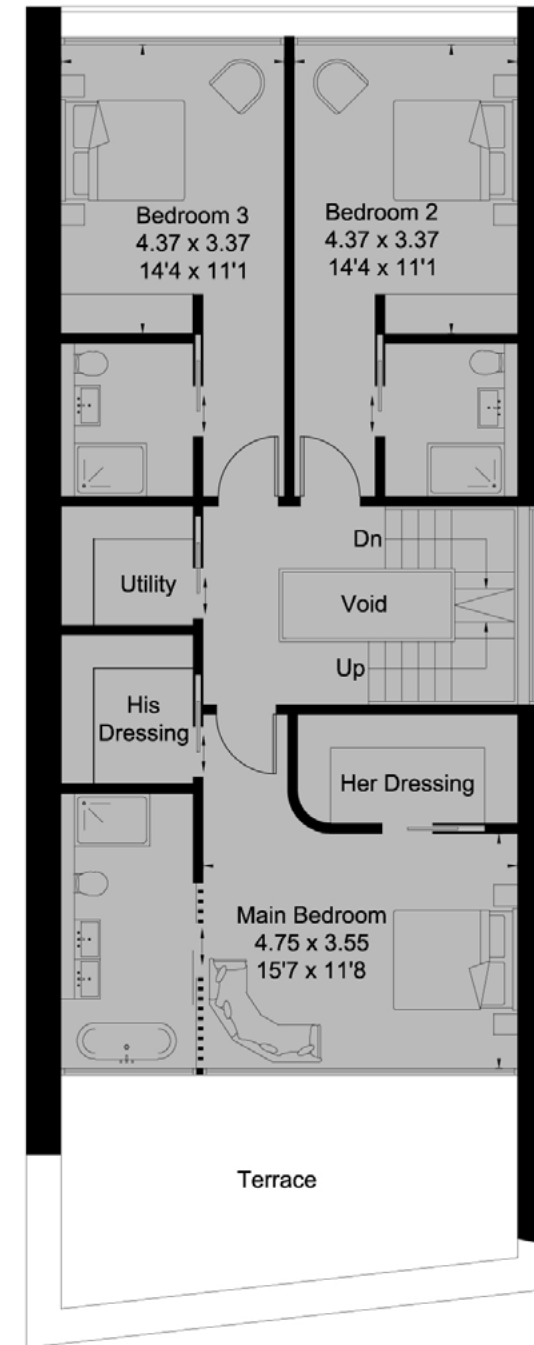 Bedroom 3
4.37 x 3.37
14'4 x 11'1
Bedroom 2
4.37 x 3.37
14'4 x 11'1
Dn
Utility
Void
Up
His
Dressing
Her Dressing
Main Bedroom
4.75 x 3.55
15'7 x 11'8
Terrace